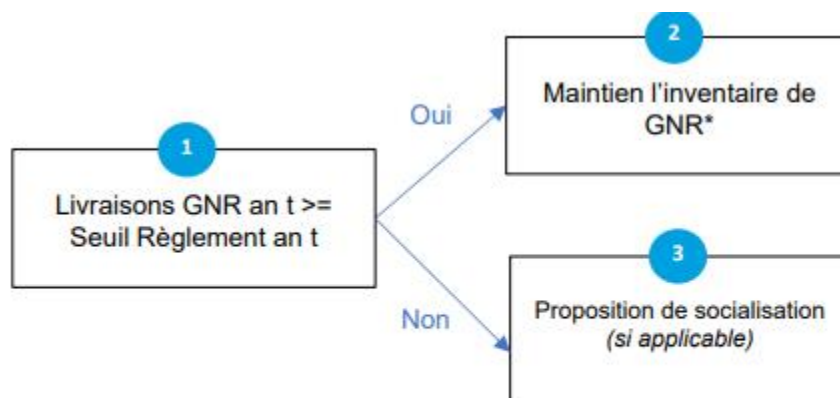 1
Livraisons GNR an t >=
Seuil Règlement an t
Oui
2
Maintien l'inventaire de
GNR*
Non
3
Proposition de socialisation
(si applicable)